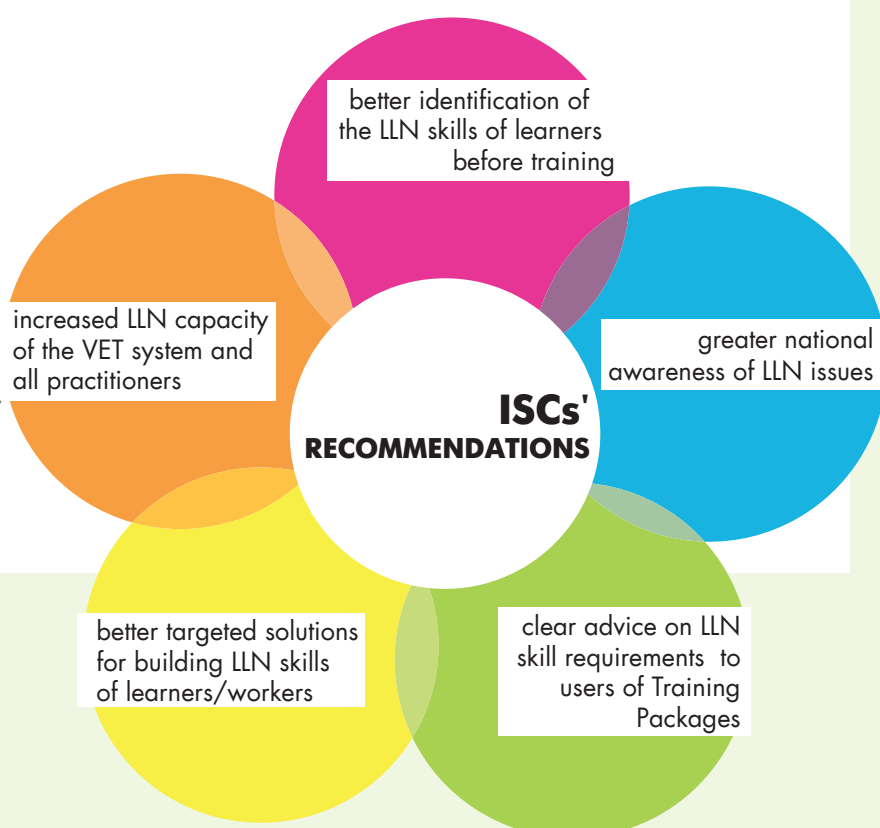 better identification of
the LLN skills of learners
before training
greater national
awareness of LLN issues
increased LLN capacity
of the VET system and
all practitioners
ISCs'
RECOMMENDATIONS
clear advice on LLN
skill requirements to
users of Training
Packages
better targeted solutions
for building LLN skills
of learners/workers